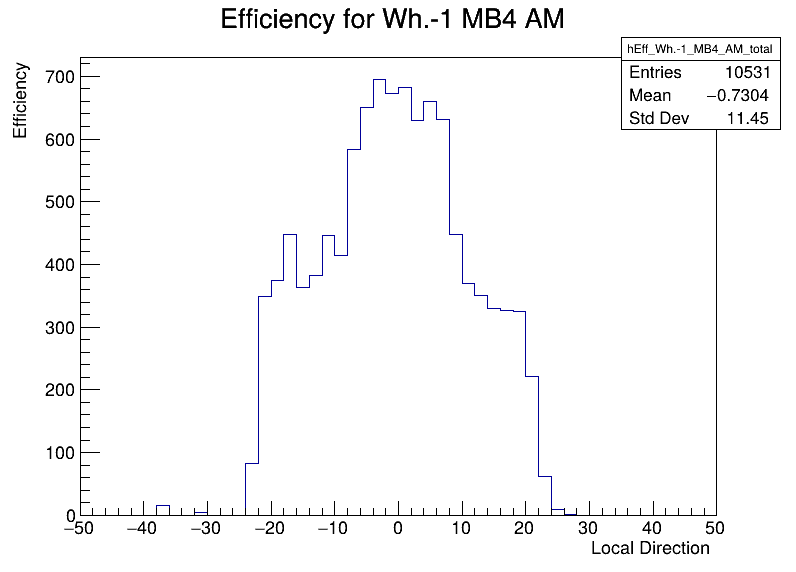 Efficiency for Wh.-1 MB4 AM
hEff_Wh.-1_MB4_AM_total
Entries 10531
Mean −0.7304
Std Dev 11.45
Efficiency
700
600
500
400
300
200
100
0
−50 −40 −30 −20 −10 0 10 20 30 40 50
Local Direction